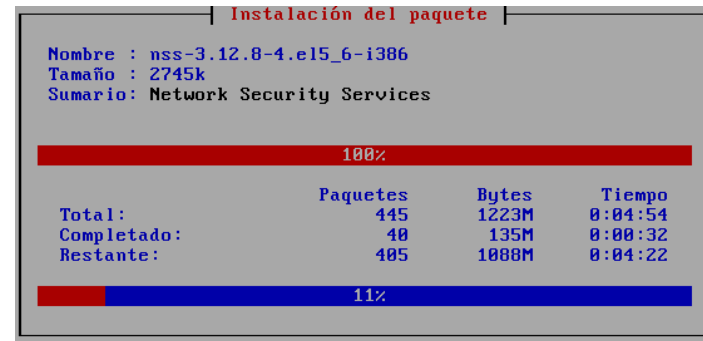 Instalación del paquete
Nombre : nss-3.12.8-4.el5_6-i386
Tamaño : 2745k
Sumario: Network Security Services
100%
Paquetes Bytes Tiempo
Total: 445 1223M 0:04:54
Completado: 40 135M 0:00:32
Restante: 405 1088M 0:04:22
11%